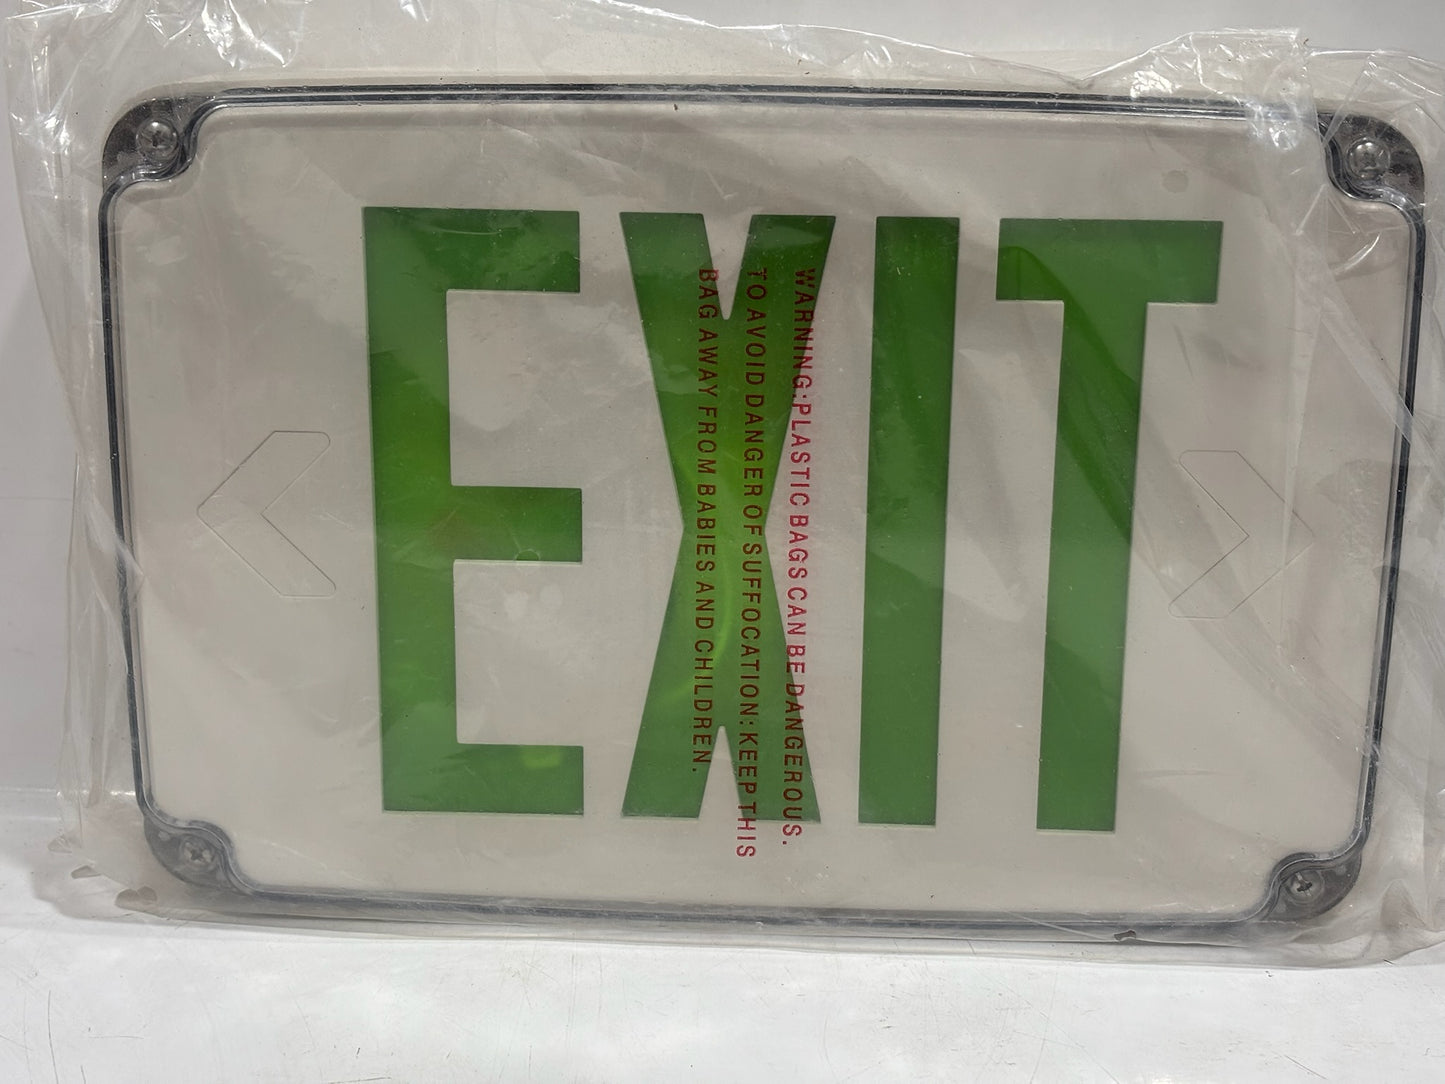 EXIT
WARNING:PLASTIC BAGS CAN BE DANGEROUS.
TO AVOID DANGER OF SUFFOCATION: KEEP THIS
BAG AWAY FROM BABIES AND CHILDREN.